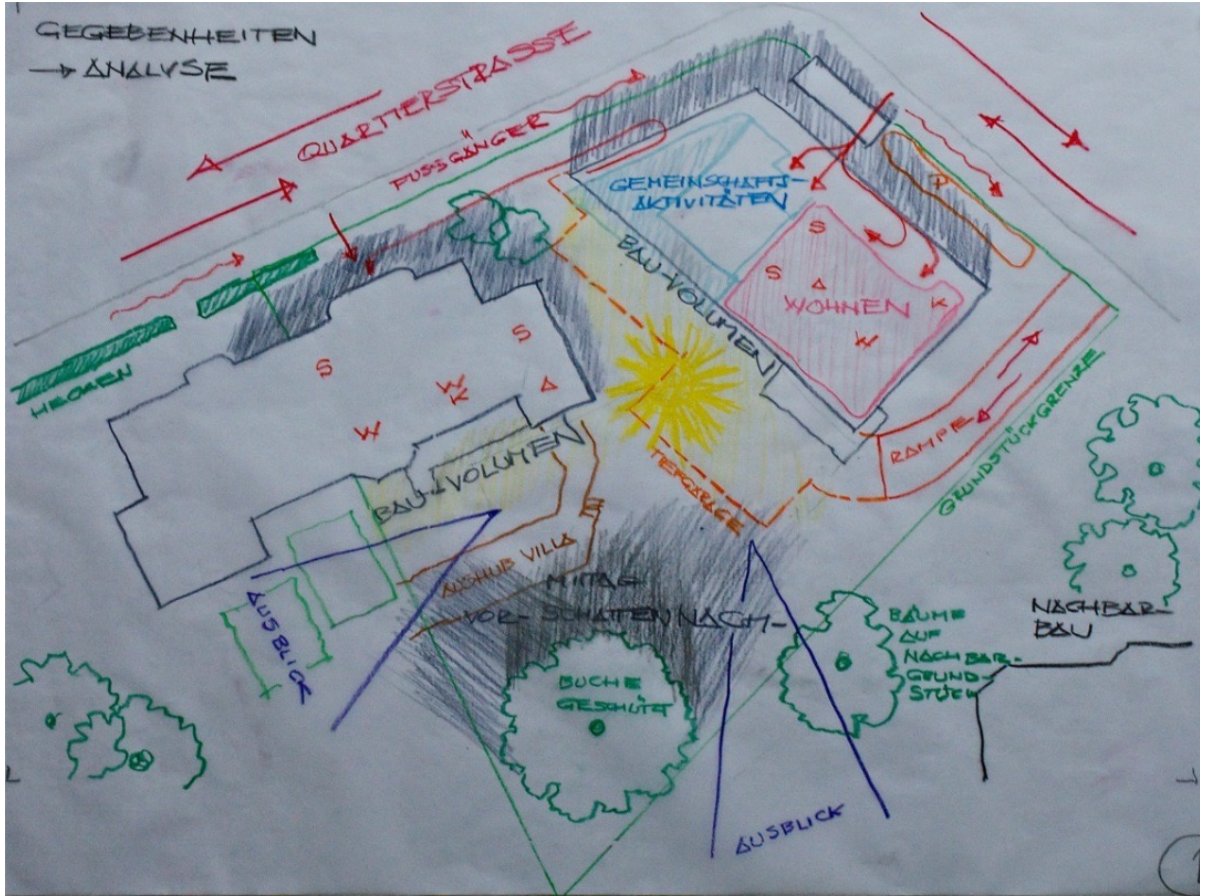 GEGEBENHEITEN
→ ANALYSE
QUARTIERSTRASSE
FUSSGÄNGER
GEMEINSCHAFTS-
AKTIVITÄTEN
P
BAU-VOLUMEN
S
S A
WOHNEN
K
W
HECKEN
S
S
W
K
A
W
BAU-VOLUMEN
TIEFGARAGE
RAMPE
GRUNDSTÜCKGRENZE
AUSHUB VILLA
AUSBLICK
MITTAG
VOR- SCHATTEN NACH-
BUCHE
GESCHÜTZT
BÄUME
AUF
NACHBAR-
GRUND-
STÜCK
NACHBAR-
BAU
AUSBLICK